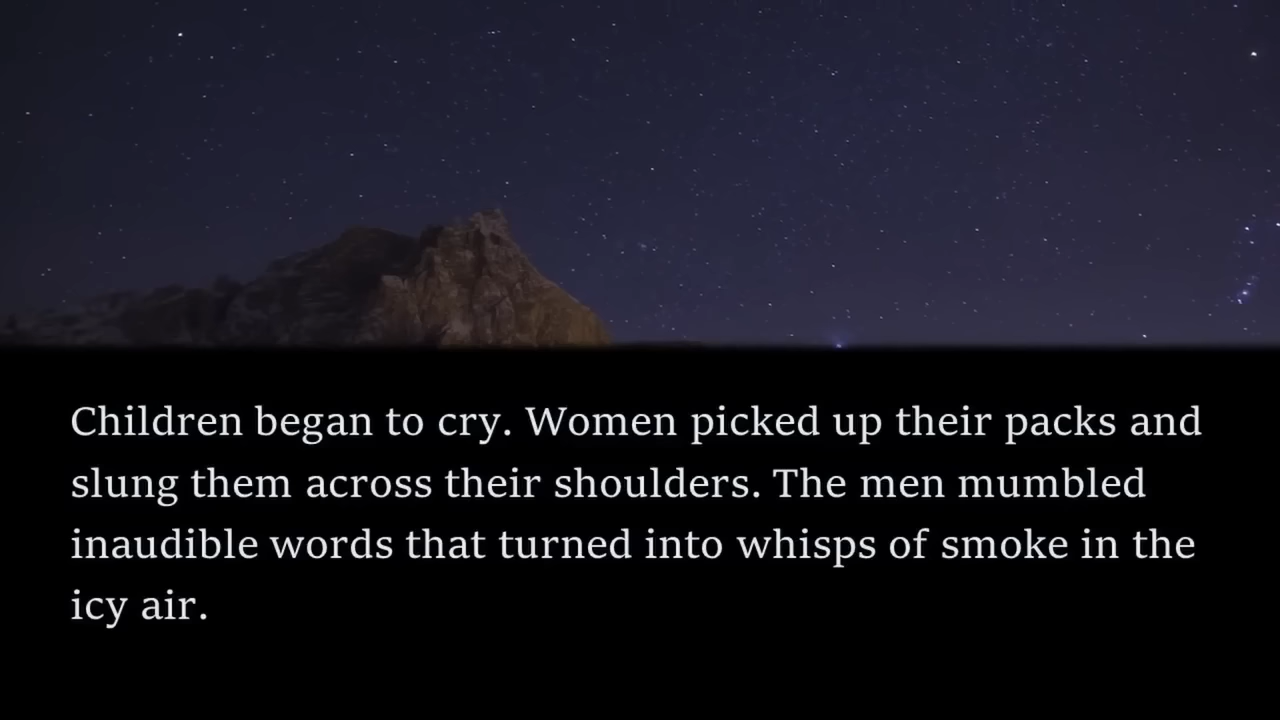 Children began to cry. Women picked up their packs and
slung them across their shoulders. The men mumbled
inaudible words that turned into whisps of smoke in the
icy air.